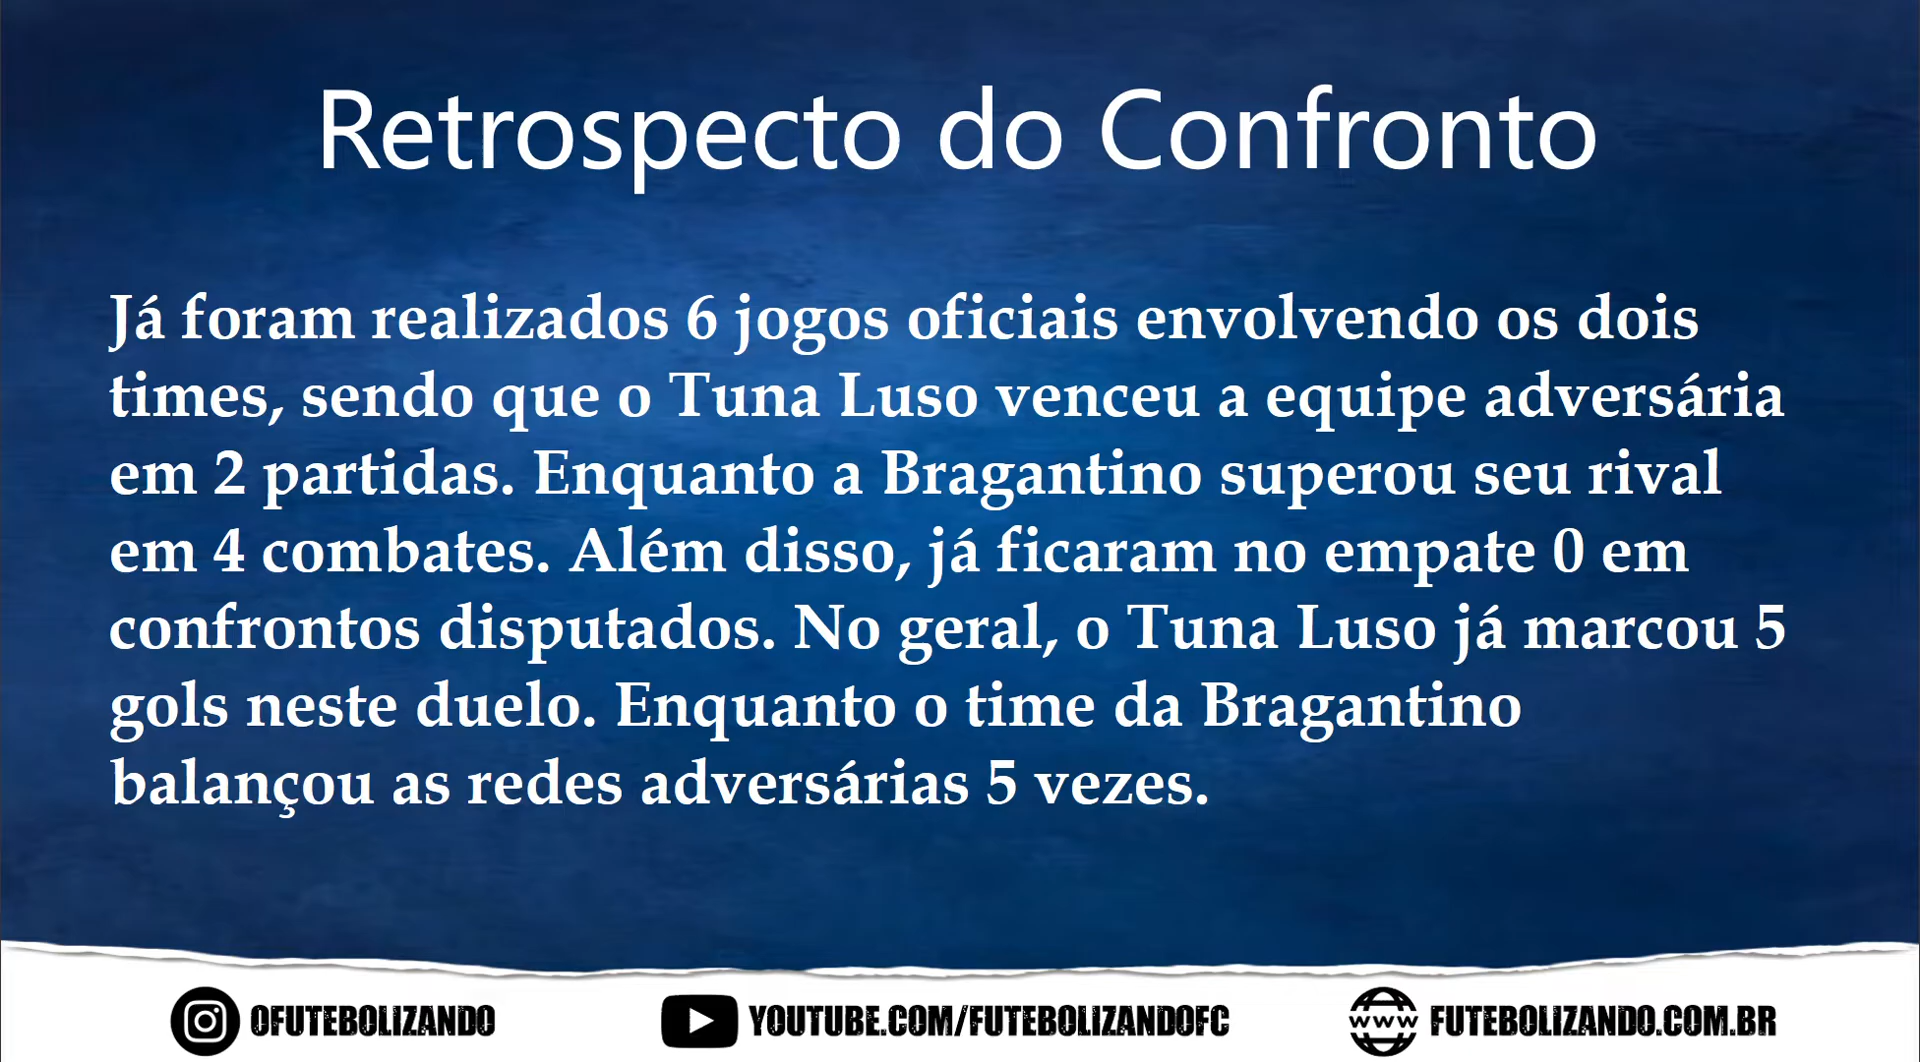 Retrospecto do Confronto
Já foram realizados 6 jogos oficiais envolvendo os dois
times, sendo que o Tuna Luso venceu a equipe adversária
em 2 partidas. Enquanto a Bragantino superou seu rival
em 4 combates. Além disso, já ficaram no empate 0 em
confrontos disputados. No geral, o Tuna Luso já marcou 5
gols neste duelo. Enquanto o time da Bragantino
balançou as redes adversárias 5 vezes.
OFUTEBOLIZANDO
YOUTUBE.COM/FUTEBOLIZANDOFC
WWW FUTEBOLIZANDO.COM.BR